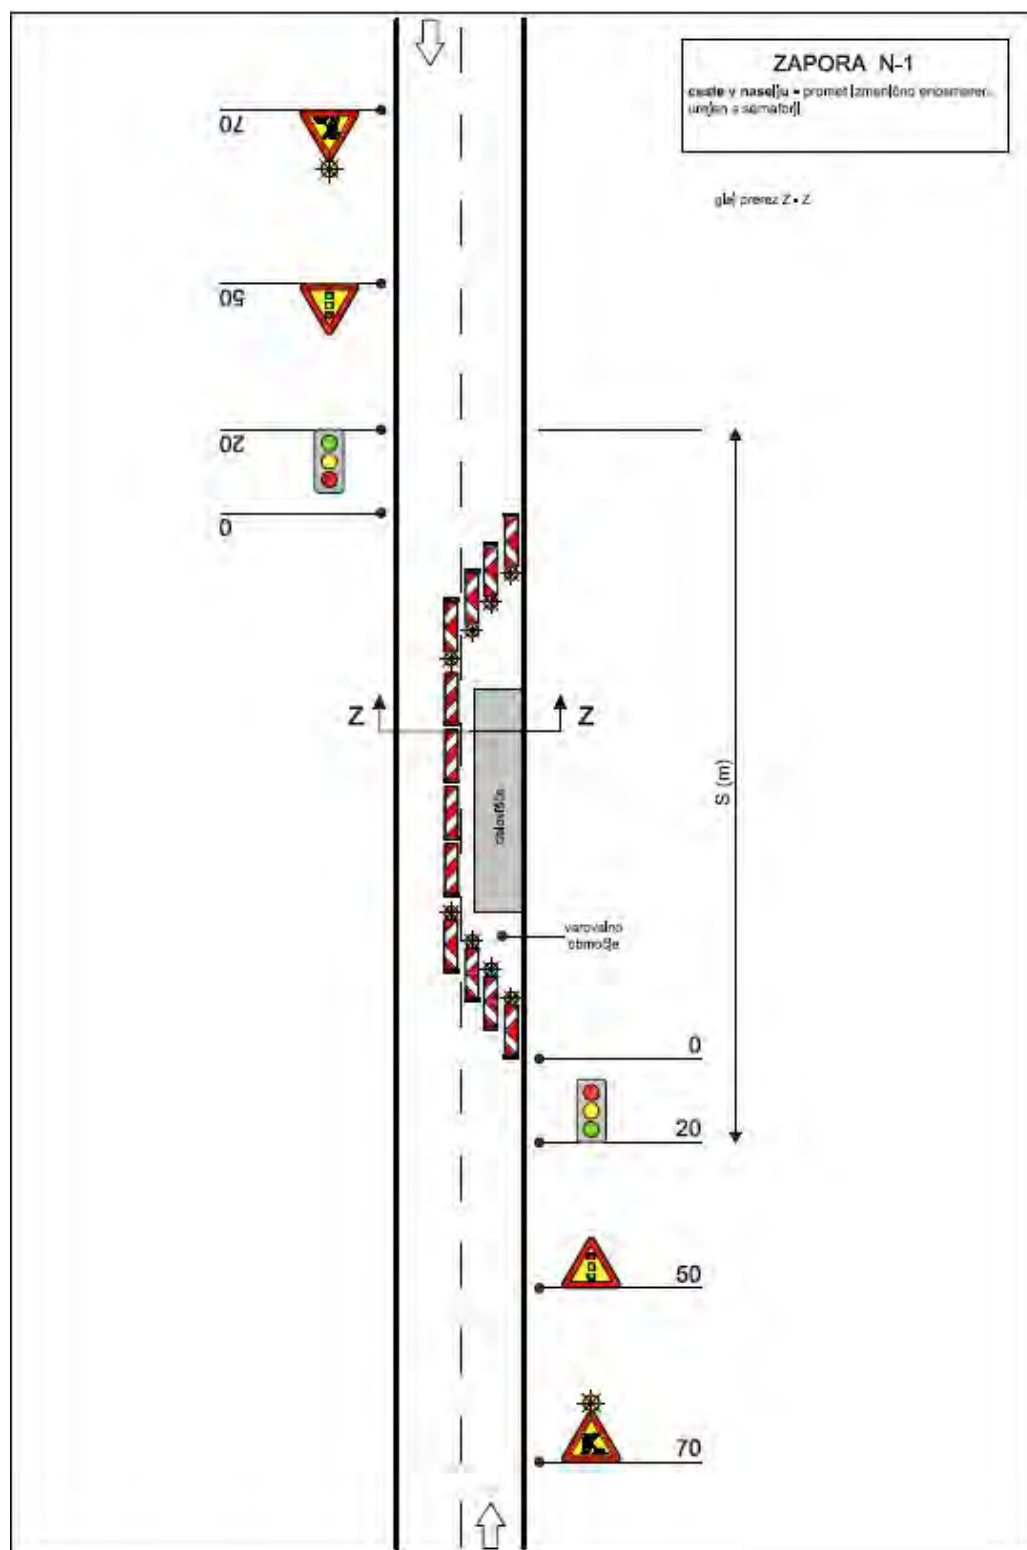 ZAPORA N-1
ceste v naselju - promet izmenično enosmeren,
urejen s semaforji
glej prerez Z - Z
70
50
20
0
Z
Z
S (m)
delovišče
varovalno
območje
0
20
50
70